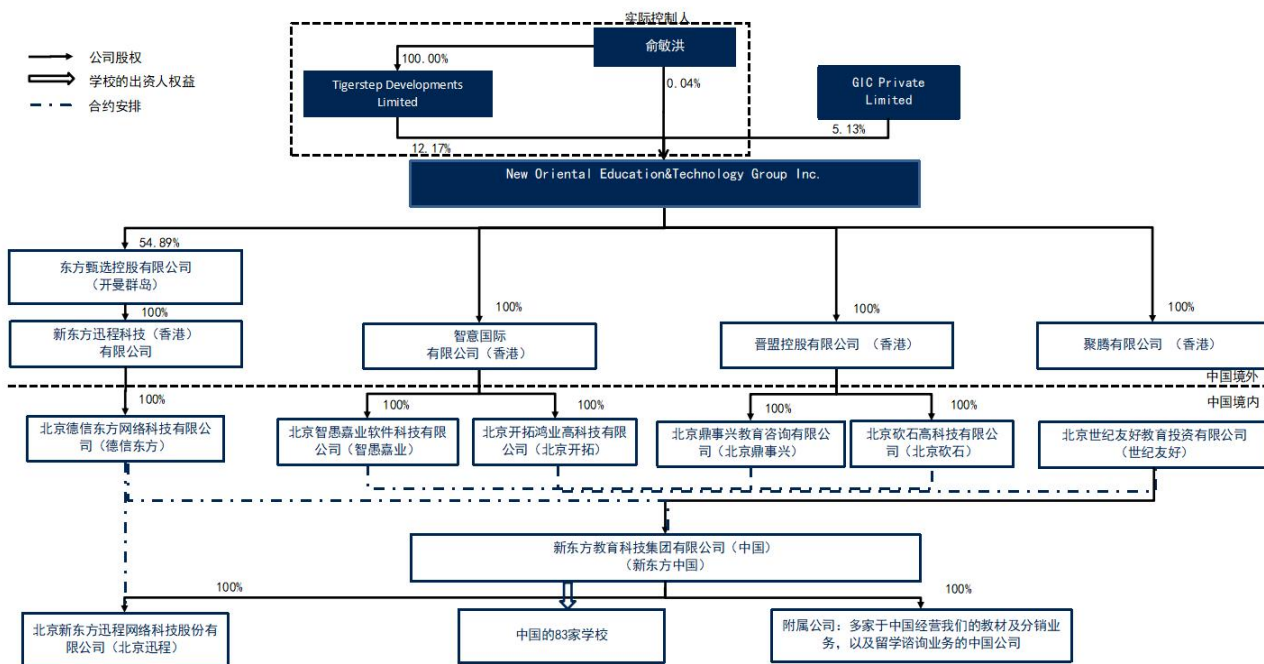 实际控制人
俞敏洪
公司股权
学校的出资人权益
合约安排
100.00%
0.04%
Tigerstep Developments
Limited
GIC Private
Limited
5.13%
12.17%
New Oriental Education&Technology Group Inc.
54.89%
东方甄选控股有限公司
（开曼群岛）
100%
100%
100%
100%
新东方迅程科技（香港）
有限公司
智意国际
有限公司（香港）
晋盟控股有限公司 （香港）
聚腾有限公司 （香港）
中国境外
中国境内
100%
100%
100%
100%
100%
北京德信东方网络科技有限公
司（德信东方）
北京智愚嘉业软件科技有限公
司（智愚嘉业）
北京开拓鸿业高科技有限公
司（北京开拓）
北京鼎事兴教育咨询有限公
司（北京鼎事兴）
北京砍石高科技有限公
司（北京砍石）
北京世纪友好教育投资有限公司
（世纪友好）
新东方教育科技集团有限公司（中国）
（新东方中国）
100%
100%
北京新东方迅程网络科技股份有
限公司（北京迅程）
中国的83家学校
附属公司：多家于中国经营我们的教材及分销业
务，以及留学谘询业务的中国公司